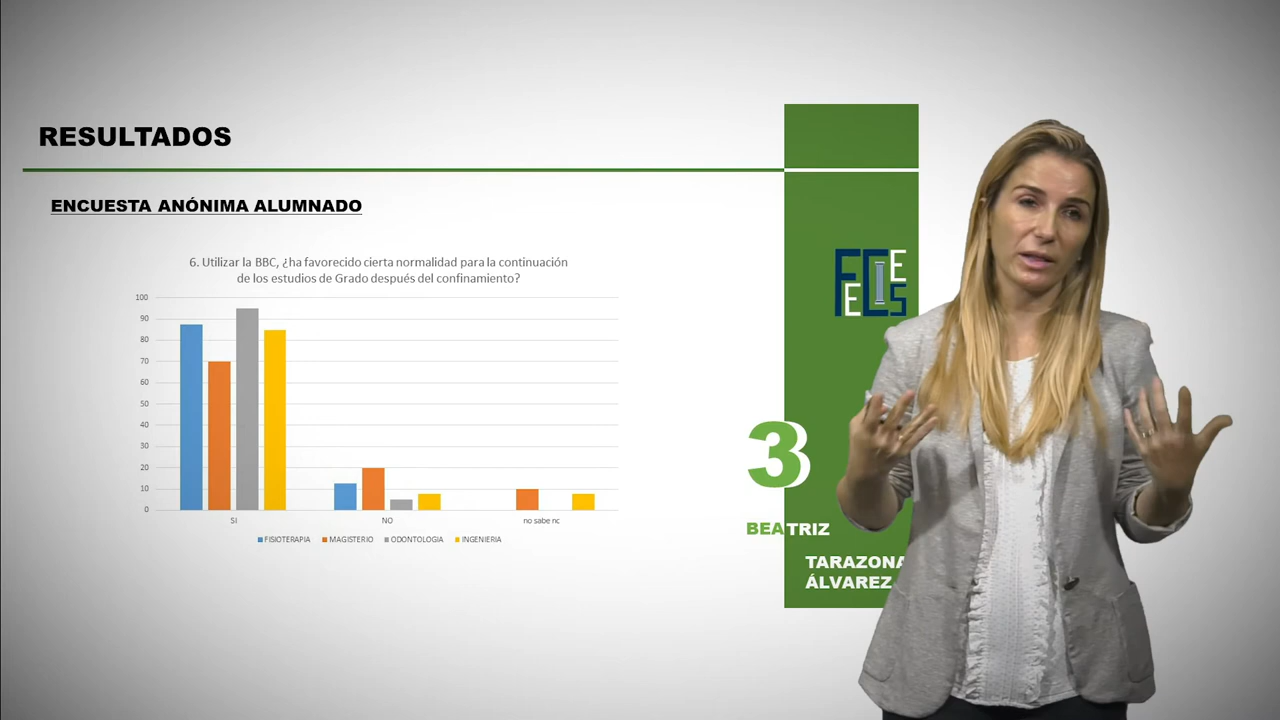 RESULTADOS
ENCUESTA ANÓNIMA ALUMNADO
6. Utilizar la BBC, ¿ha favorecido cierta normalidad para la continuación
de los estudios de Grado después del confinamiento?
100
90
80
70
60
50
40
30
20
10
0
SI NO no sabe nc
FISIOTERAPIA MAGISTERIO ODONTOLOGIA INGENIERIA
FECIES
3
BEATRIZ
TARAZONA
ÁLVAREZ